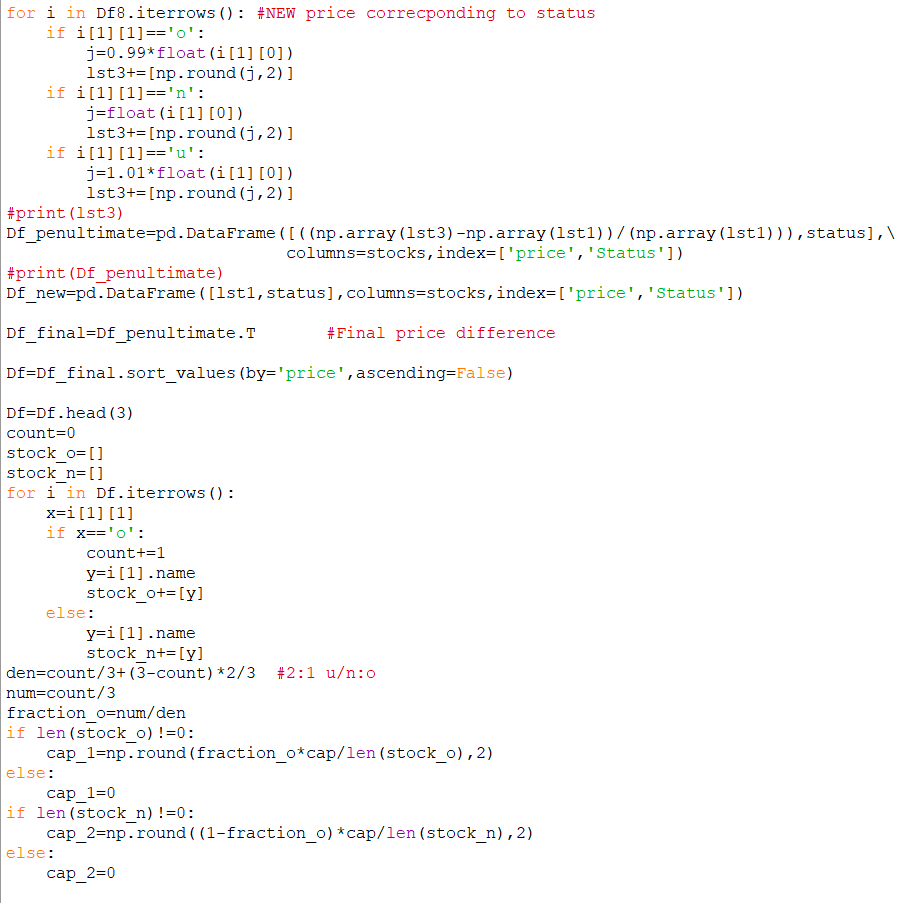 for i in Df8.iterrows(): #NEW price correcponding to status
    if i[1][1]=='o':
        j=0.99*float(i[1][0])
        lst3+=[np.round(j,2)]
    if i[1][1]=='n':
        j=float(i[1][0])
        lst3+=[np.round(j,2)]
    if i[1][1]=='u':
        j=1.01*float(i[1][0])
        lst3+=[np.round(j,2)]
#print(lst3)
Df_penultimate=pd.DataFrame([((np.array(lst3)-np.array(lst1))/(np.array(lst1))),status],\
                            columns=stocks,index=['price','Status'])
#print(Df_penultimate)
Df_new=pd.DataFrame([lst1,status],columns=stocks,index=['price','Status'])
Df_final=Df_penultimate.T       #Final price difference
Df=Df_final.sort_values(by='price',ascending=False)
Df=Df.head(3)
count=0
stock_o=[]
stock_n=[]
for i in Df.iterrows():
    x=i[1][1]
    if x=='o':
        count+=1
        y=i[1].name
        stock_o+=[y]
    else:
        y=i[1].name
        stock_n+=[y]
den=count/3+(3-count)*2/3  #2:1 u/n:o
num=count/3
fraction_o=num/den
if len(stock_o)!=0:
    cap_1=np.round(fraction_o*cap/len(stock_o),2)
else:
    cap_1=0
if len(stock_n)!=0:
    cap_2=np.round((1-fraction_o)*cap/len(stock_n),2)
else:
    cap_2=0